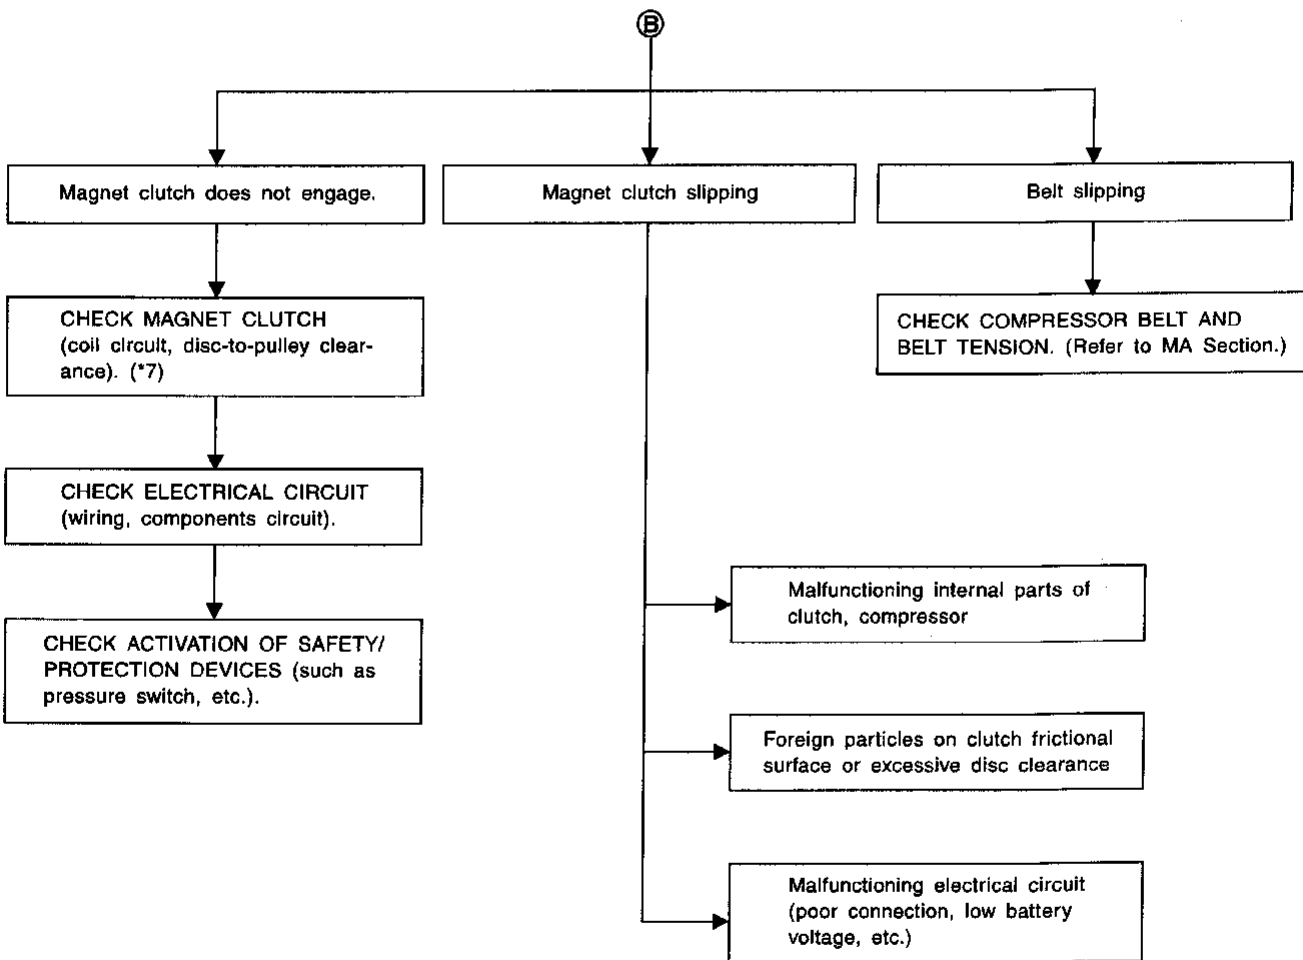 B
Magnet clutch does not engage.
Magnet clutch slipping
Belt slipping
CHECK MAGNET CLUTCH
(coil circuit, disc-to-pulley clear-
ance). (*7)
CHECK COMPRESSOR BELT AND
BELT TENSION. (Refer to MA Section.)
CHECK ELECTRICAL CIRCUIT
(wiring, components circuit).
CHECK ACTIVATION OF SAFETY/
PROTECTION DEVICES (such as
pressure switch, etc.).
Malfunctioning internal parts of
clutch, compressor
Foreign particles on clutch frictional
surface or excessive disc clearance
Malfunctioning electrical circuit
(poor connection, low battery
voltage, etc.)